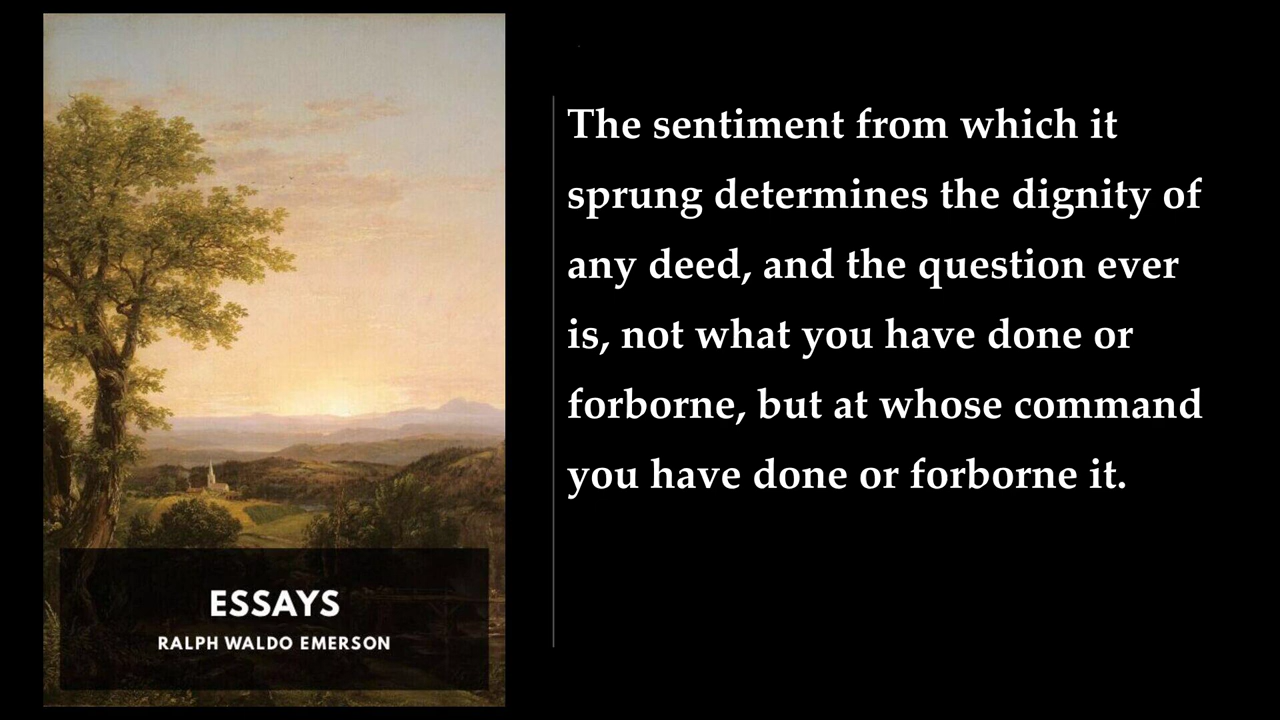 ESSAYS
RALPH WALDO EMERSON
The sentiment from which it
sprung determines the dignity of
any deed, and the question ever
is, not what you have done or
forborne, but at whose command
you have done or forborne it.